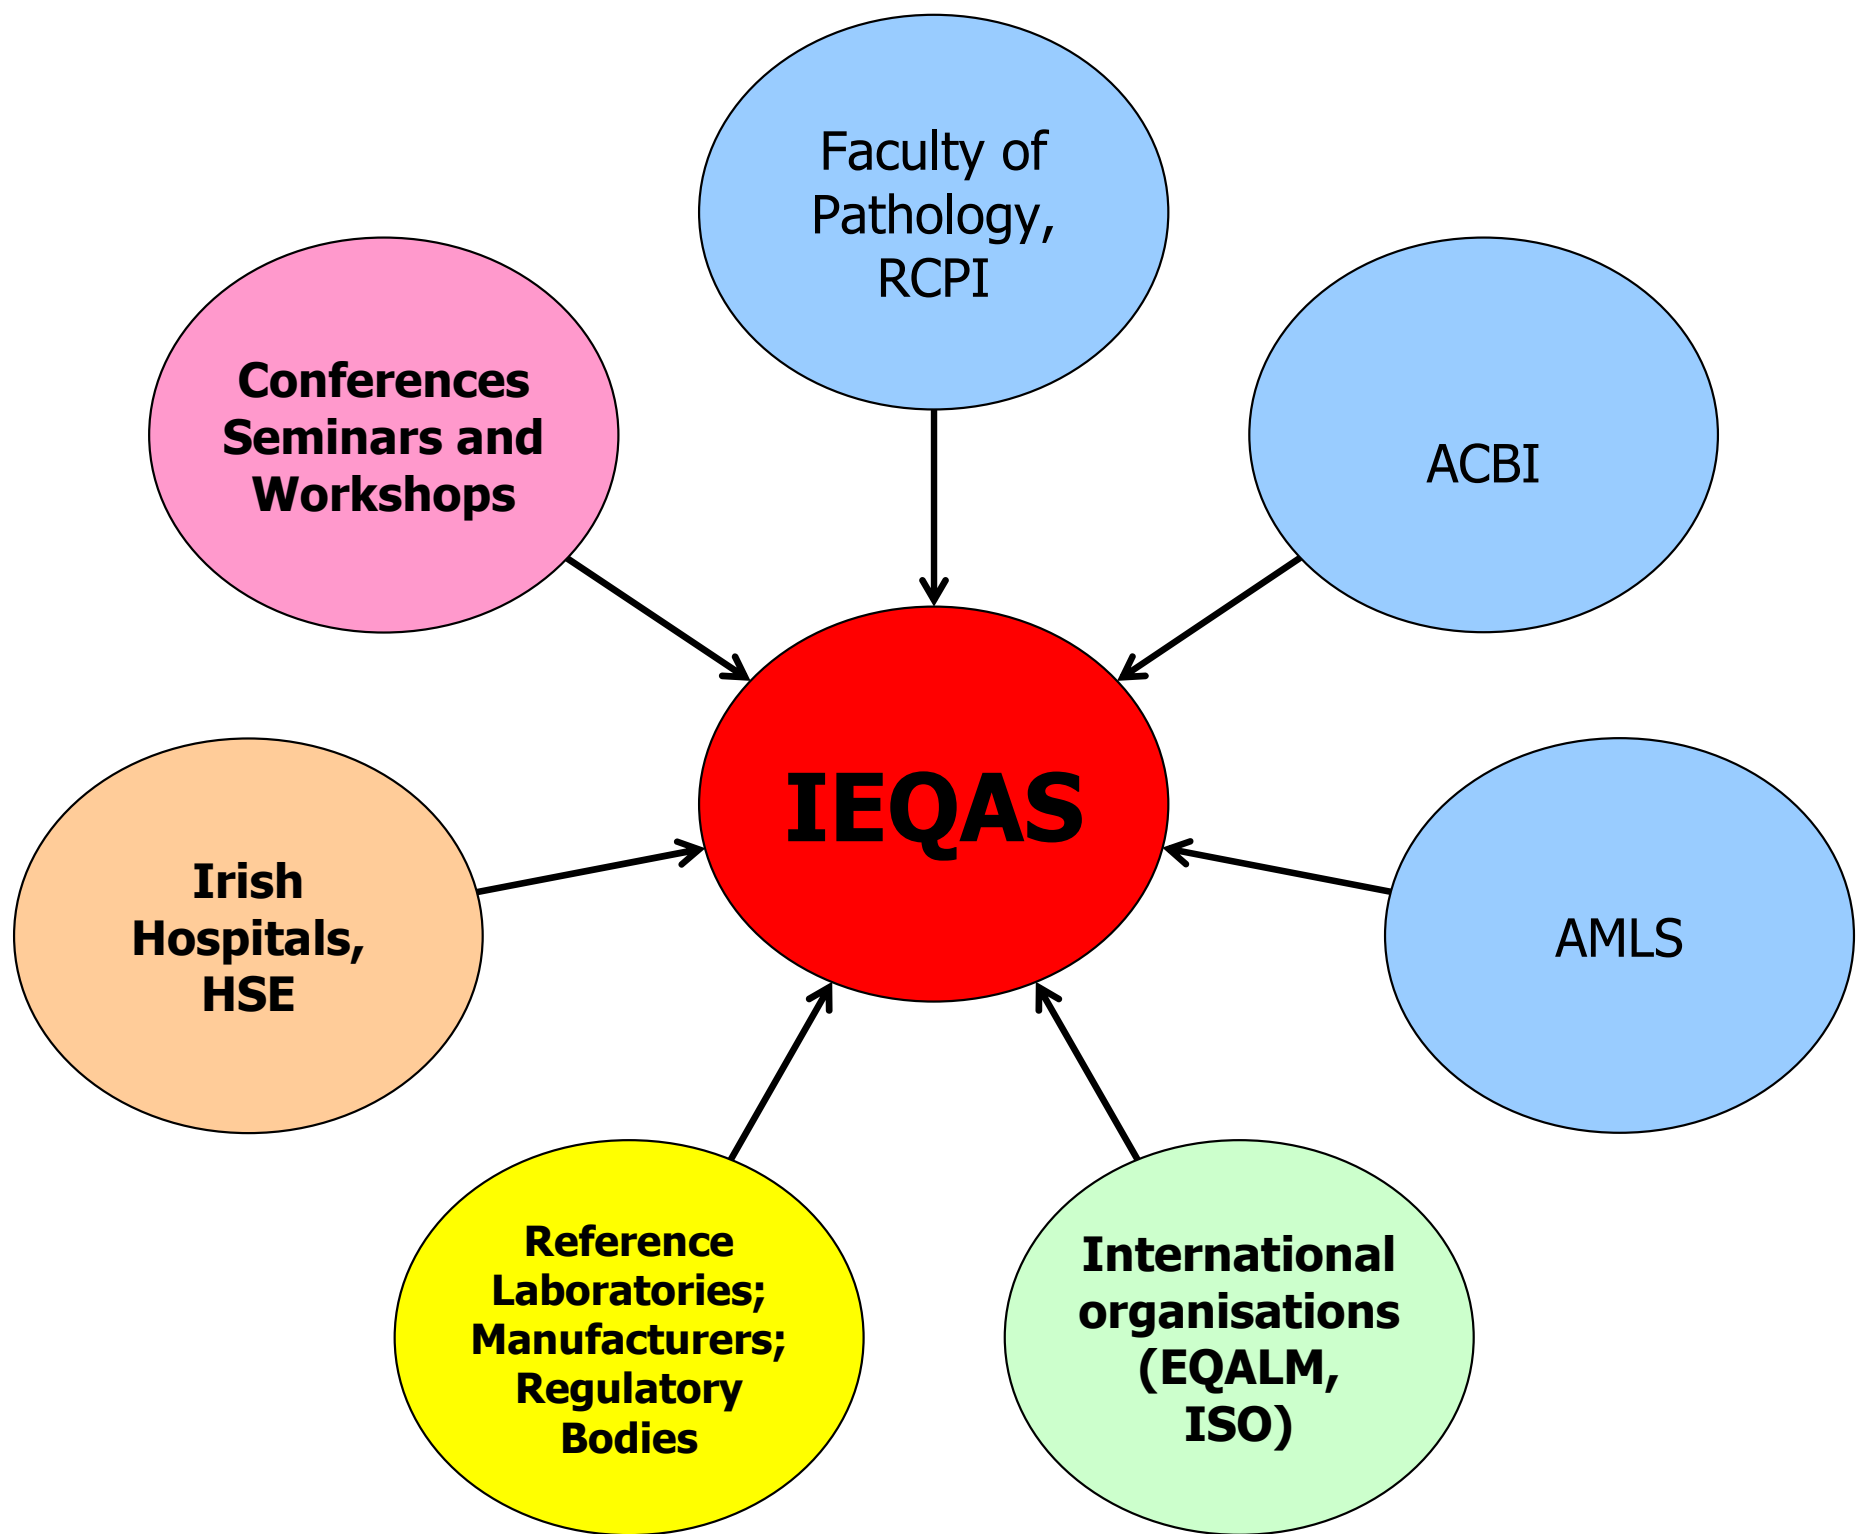 Faculty of
Pathology,
RCPI
Conferences
Seminars and
Workshops
ACBI
IEQAS
Irish
Hospitals,
HSE
AMLS
Reference
Laboratories;
Manufacturers;
Regulatory
Bodies
International
organisations
(EQALM,
ISO)